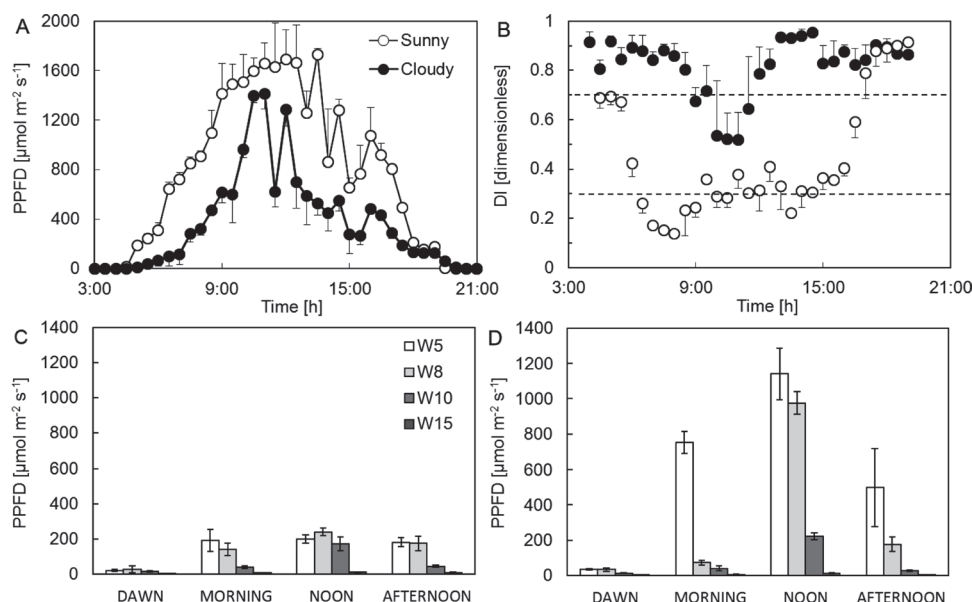 A
2000
1600
1200
800
400
0
PPFD [µmol m⁻² s⁻¹]
Sunny
Cloudy
3:00 9:00 15:00 21:00
Time [h]
B
1
0.8
0.6
0.4
0.2
0
DI [dimensionless]
3:00 9:00 15:00 21:00
Time [h]
C
1400
1200
1000
800
600
400
200
0
PPFD [µmol m⁻² s⁻¹]
W5
W8
W10
W15
DAWN MORNING NOON AFTERNOON
D
1400
1200
1000
800
600
400
200
0
PPFD [µmol m⁻² s⁻¹]
DAWN MORNING NOON AFTERNOON